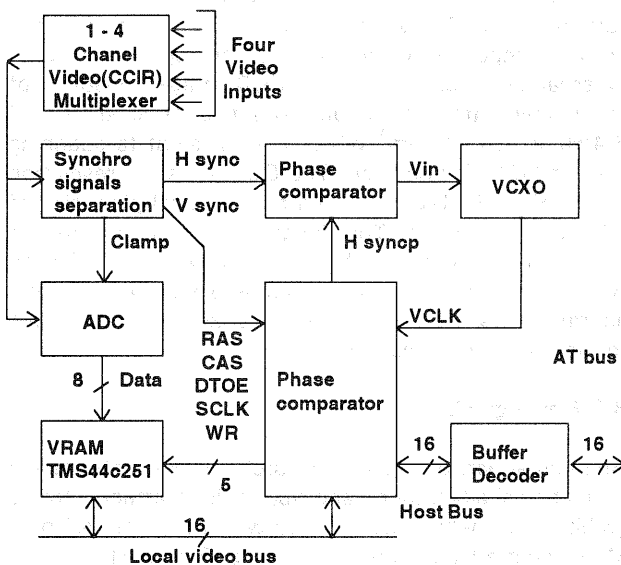 1 - 4
Chanel
Video(CCIR)
Multiplexer
Four
Video
Inputs
Synchro
signals
separation
H sync
V sync
Phase
comparator
Vin
VCXO
Clamp
H syncp
ADC
VCLK
AT bus
RAS
CAS
DTOE
SCLK
WR
Phase
comparator
8
Data
VRAM
TMS44c251
5
16
Buffer
Decoder
16
Host Bus
16
Local video bus